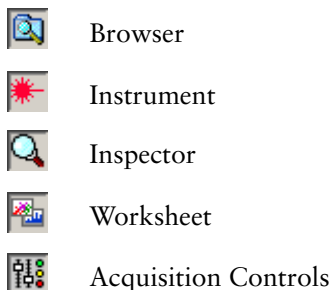 Browser
Instrument
Inspector
Worksheet
Acquisition Controls